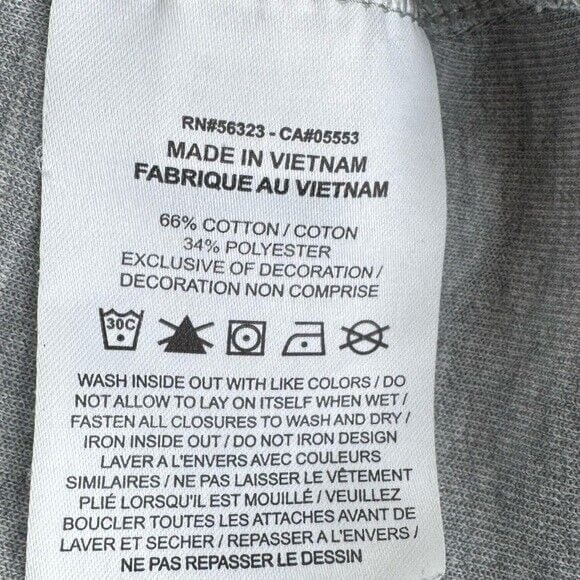 RN#56323 - CA#05553
MADE IN VIETNAM
FABRIQUE AU VIETNAM
66% COTTON / COTON
34% POLYESTER
EXCLUSIVE OF DECORATION /
DECORATION NON COMPRISE
30C
WASH INSIDE OUT WITH LIKE COLORS / DO
NOT ALLOW TO LAY ON ITSELF WHEN WET /
FASTEN ALL CLOSURES TO WASH AND DRY /
IRON INSIDE OUT / DO NOT IRON DESIGN
LAVER A L'ENVERS AVEC COULEURS
SIMILAIRES / NE PAS LAISSER LE VÊTEMENT
PLIÉ LORSQU'IL EST MOUILLÉ / VEUILLEZ
BOUCLER TOUTES LES ATTACHES AVANT DE
LAVER ET SECHER / REPASSER A L'ENVERS /
NE PAS REPASSER LE DESSIN